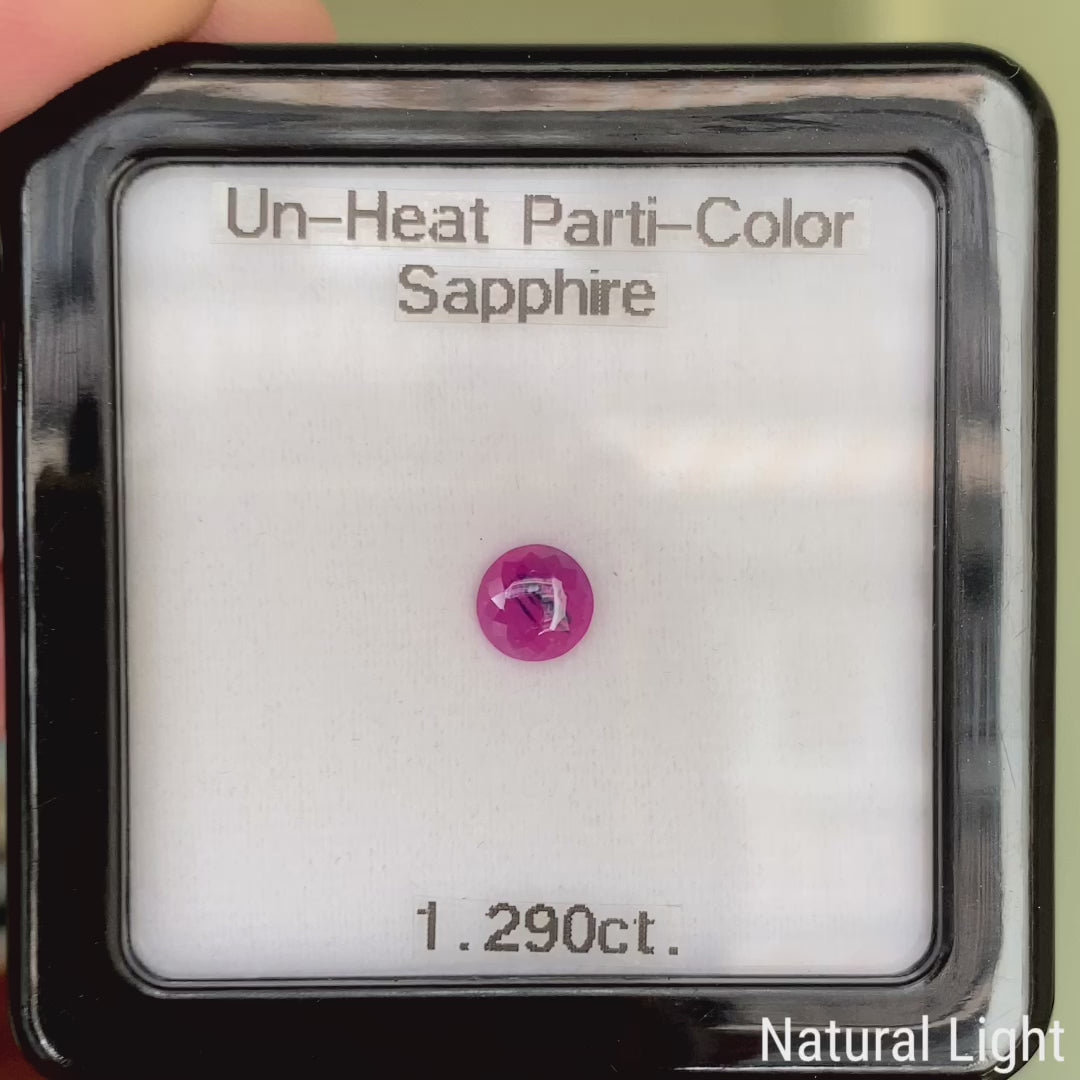 Un-Heat Parti-Color
Sapphire
1.290ct.
Natural Light